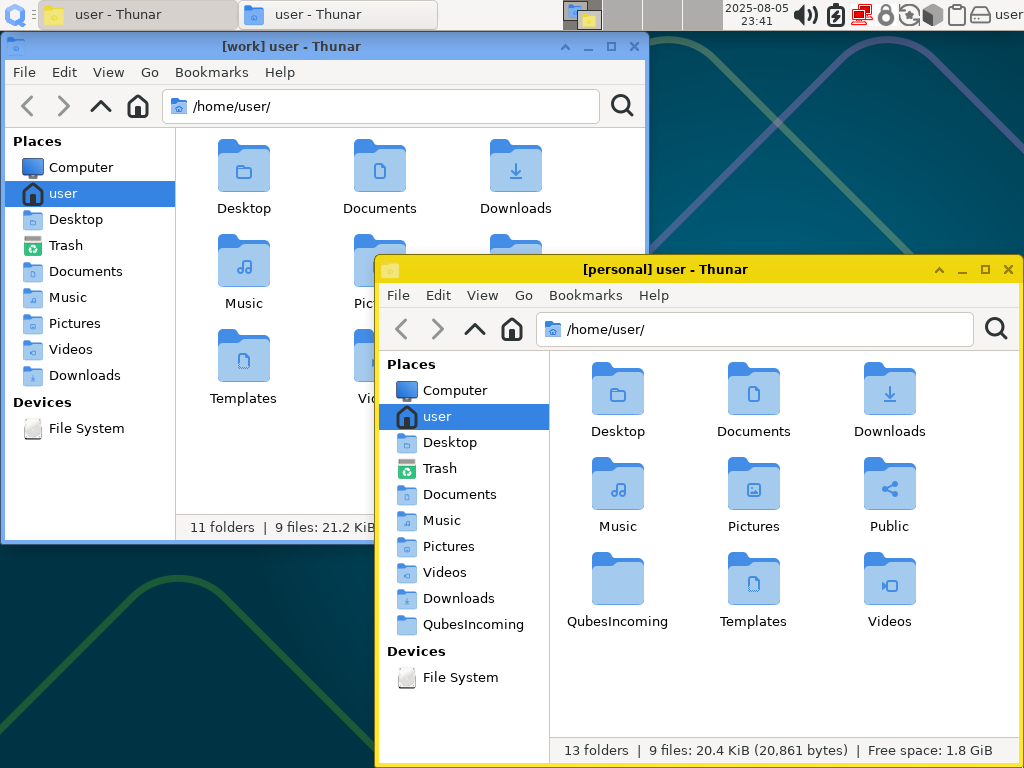 user - Thunar
user - Thunar
2025-08-05
23:41
user
[work] user - Thunar
File Edit View Go Bookmarks Help
/home/user/
Places
Computer
user
Desktop
Trash
Documents
Music
Pictures
Videos
Downloads
Devices
File System
Desktop Documents Downloads
Music
Templates
11 folders | 9 files: 21.2 KiB
[personal] user - Thunar
File Edit View Go Bookmarks Help
/home/user/
Places
Computer
user
Desktop
Trash
Documents
Music
Pictures
Videos
Downloads
QubesIncoming
Devices
File System
Desktop Documents Downloads
Music Pictures Public
QubesIncoming Templates Videos
13 folders | 9 files: 20.4 KiB (20,861 bytes) | Free space: 1.8 GiB